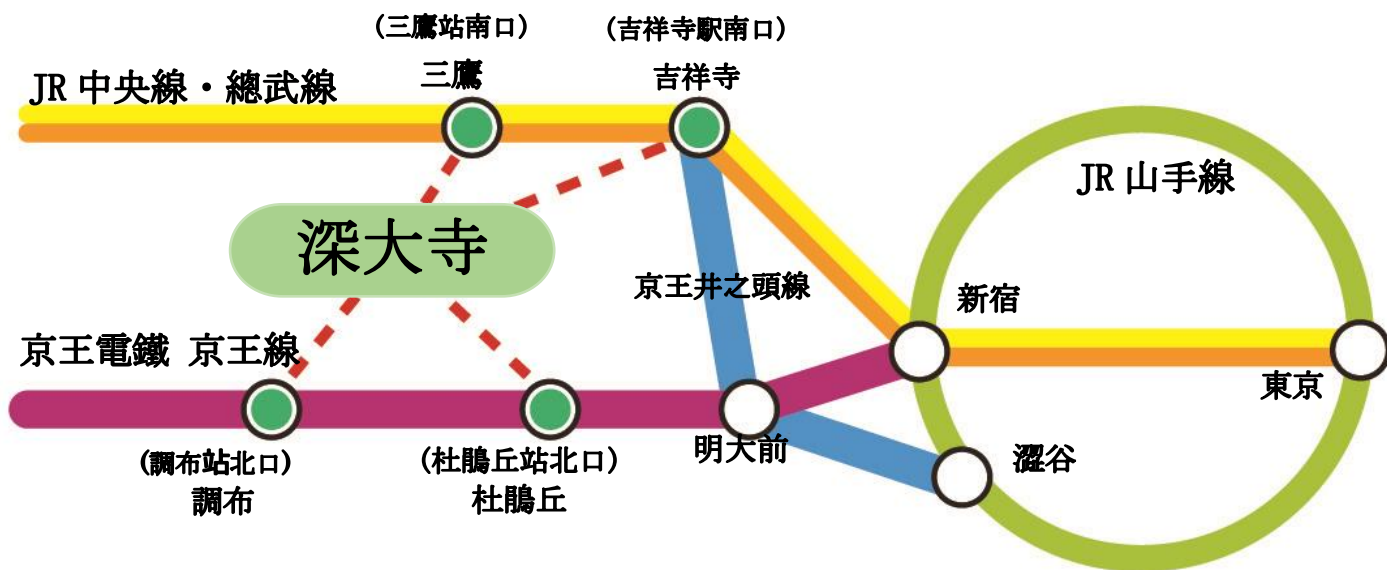 (三鷹站南口)
(吉祥寺駅南口)
三鷹
吉祥寺
JR 中央線・總武線
JR 山手線
深大寺
京王井之頭線
新宿
京王電鐵 京王線
東京
明大前
(調布站北口)
(杜鵑丘站北口)
澀谷
調布
杜鵑丘